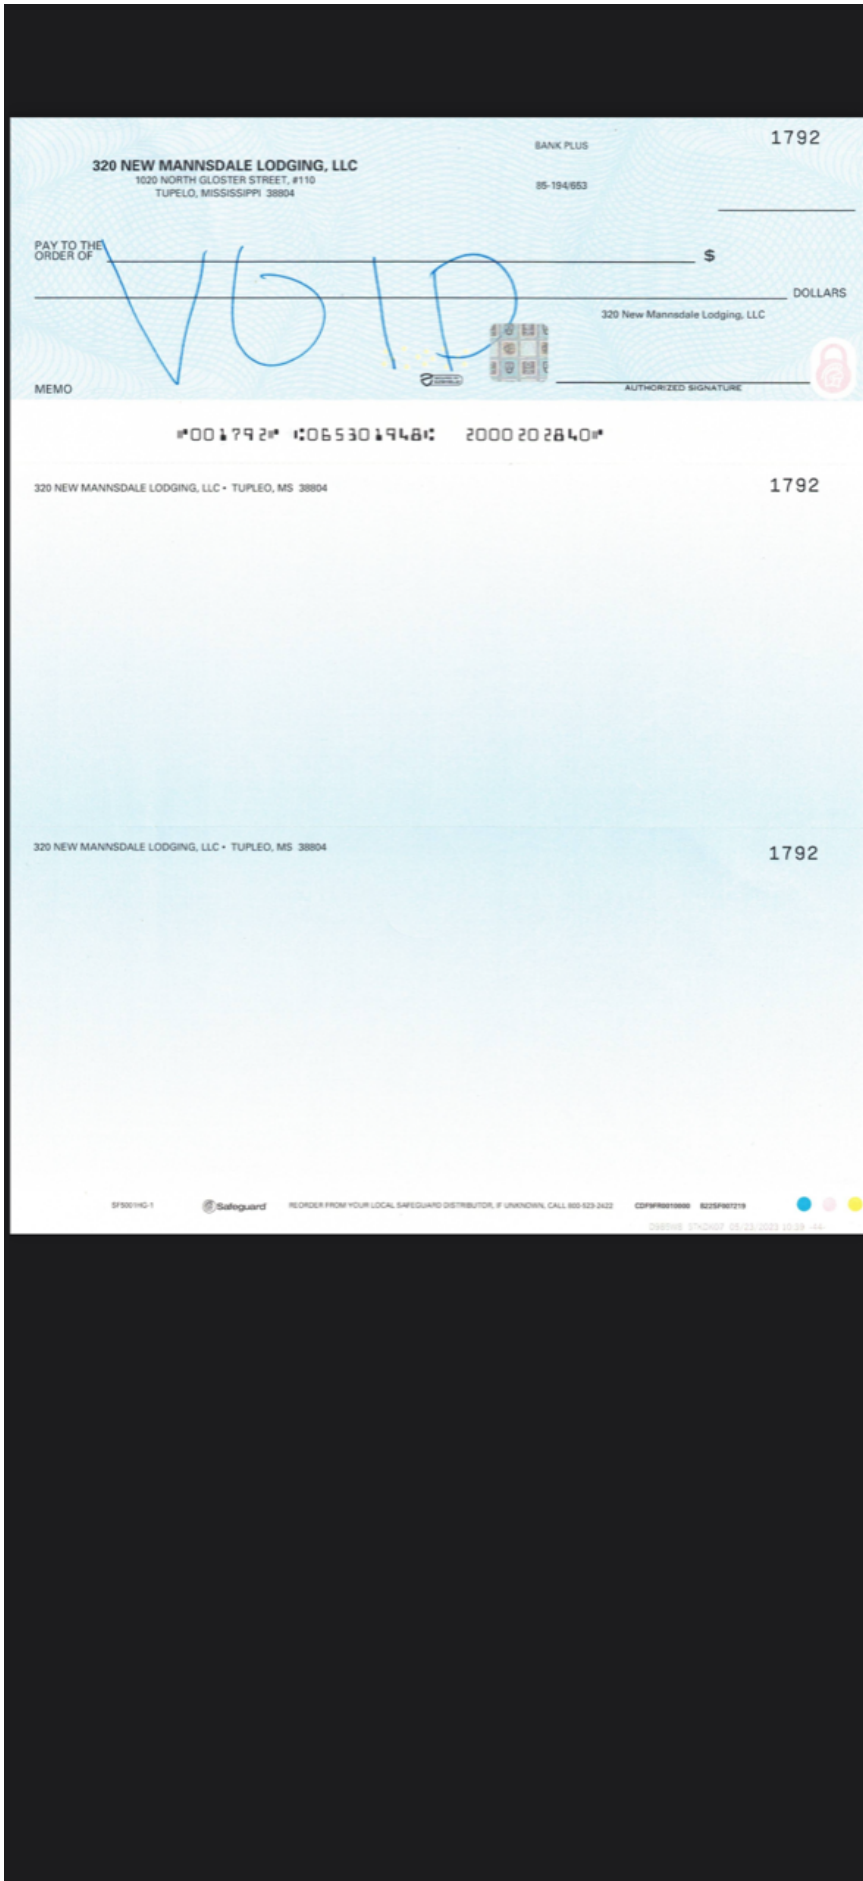 1792
BANK PLUS
320 NEW MANNSDALE LODGING, LLC
1020 NORTH GLOSTER STREET, #110
TUPELO, MISSISSIPPI 38804
85-194/653
PAY TO THE
ORDER OF
$
VOID
DOLLARS
320 New Mannsdale Lodging, LLC
MEMO
AUTHORIZED SIGNATURE
⑈001792⑈ ⑆065301948⑆ 2000202840⑈
320 NEW MANNSDALE LODGING, LLC • TUPLEO, MS 38804
1792
320 NEW MANNSDALE LODGING, LLC • TUPLEO, MS 38804
1792
SF5001HG-1
Safeguard
REORDER FROM YOUR LOCAL SAFEGUARD DISTRIBUTOR, IF UNKNOWN, CALL 800-523-2422